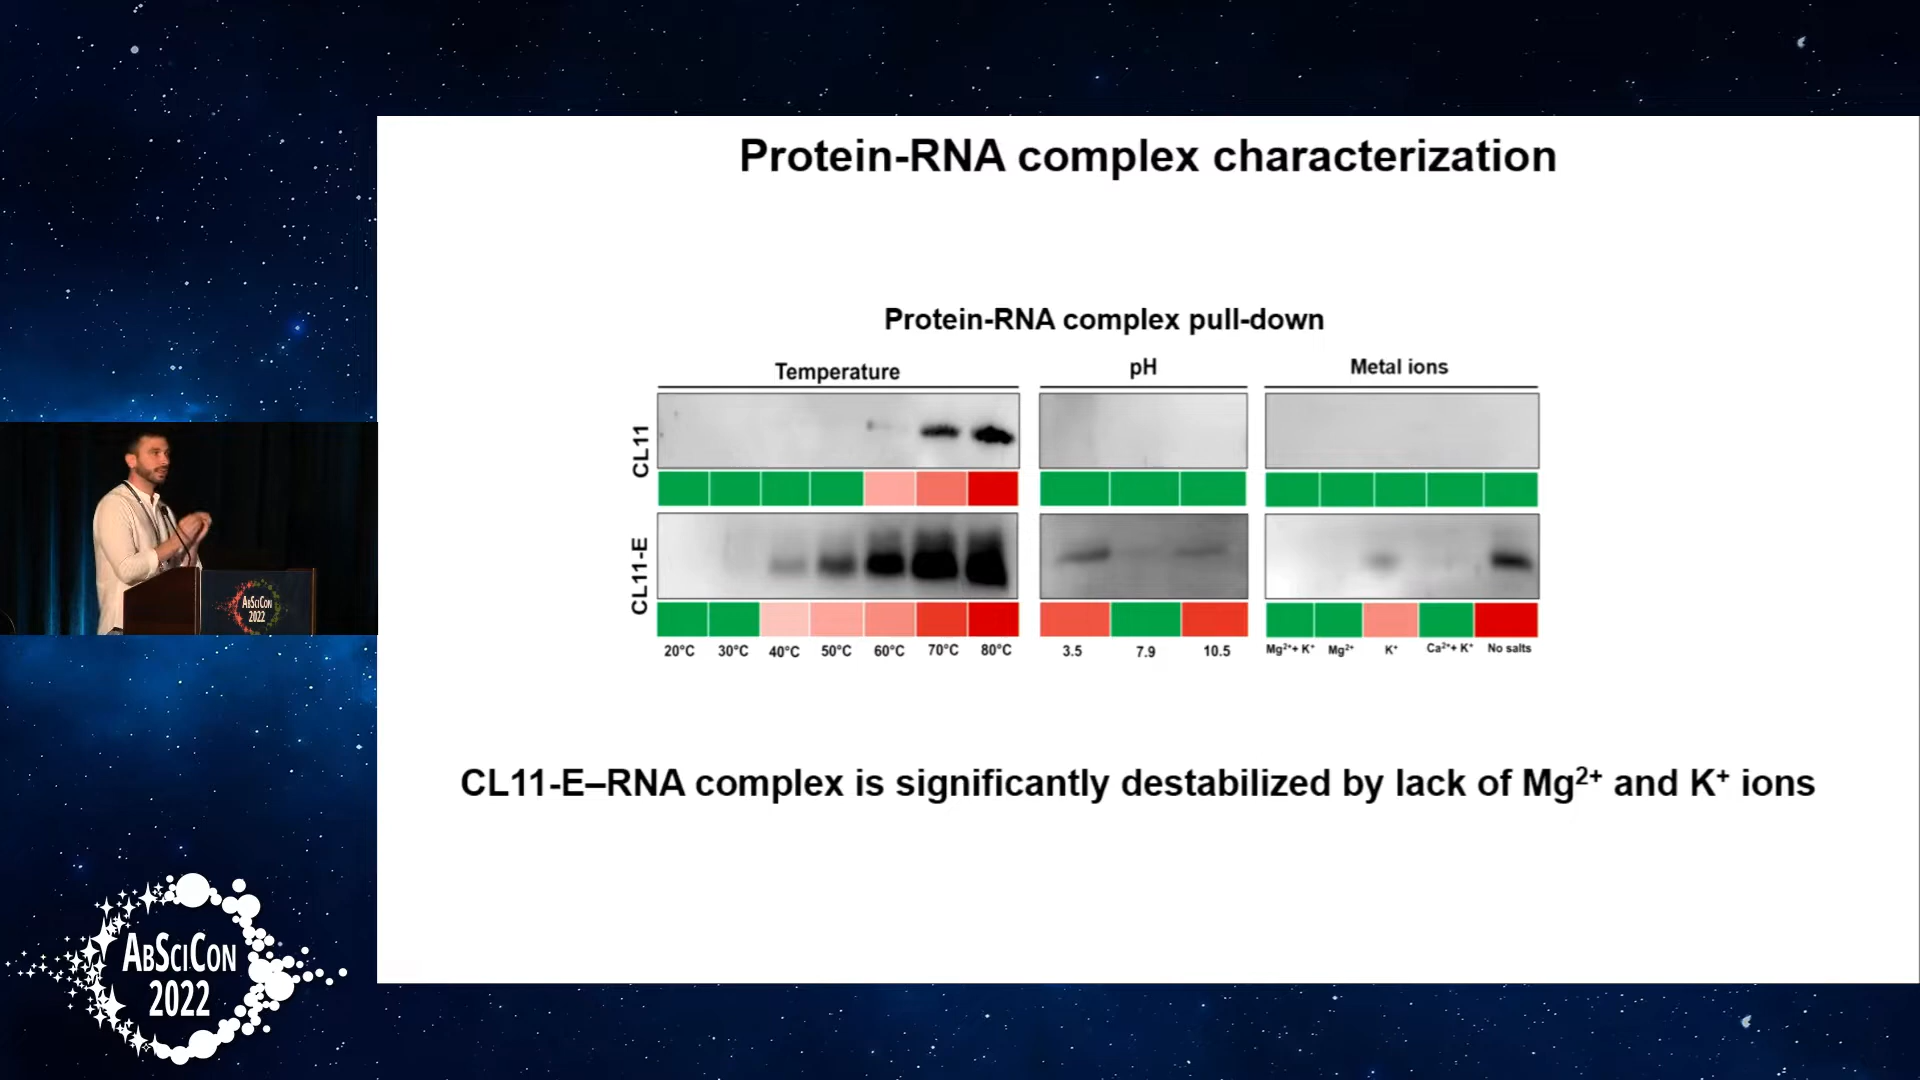 Protein-RNA complex characterization
Protein-RNA complex pull-down
Temperature
pH
Metal ions
CL11
CL11-E
20°C 30°C 40°C 50°C 60°C 70°C 80°C
3.5 7.9 10.5
Mg²⁺+ K⁺ Mg²⁺ K⁺ Ca²⁺+ K⁺ No salts
CL11-E–RNA complex is significantly destabilized by lack of Mg²⁺ and K⁺ ions
ABSCICON
2022
ABSCICON
2022